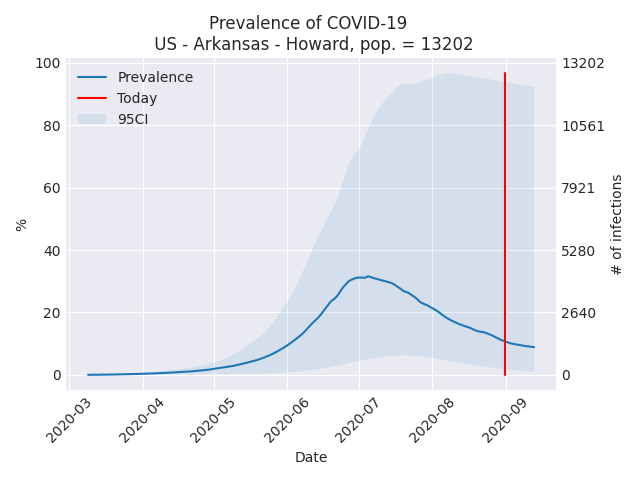 Prevalence of COVID-19
US - Arkansas - Howard, pop. = 13202
Prevalence
Today
95CI
100
80
60
40
20
0
%
13202
10561
7921
5280
2640
0
# of infections
2020-03
2020-04
2020-05
2020-06
2020-07
2020-08
2020-09
Date